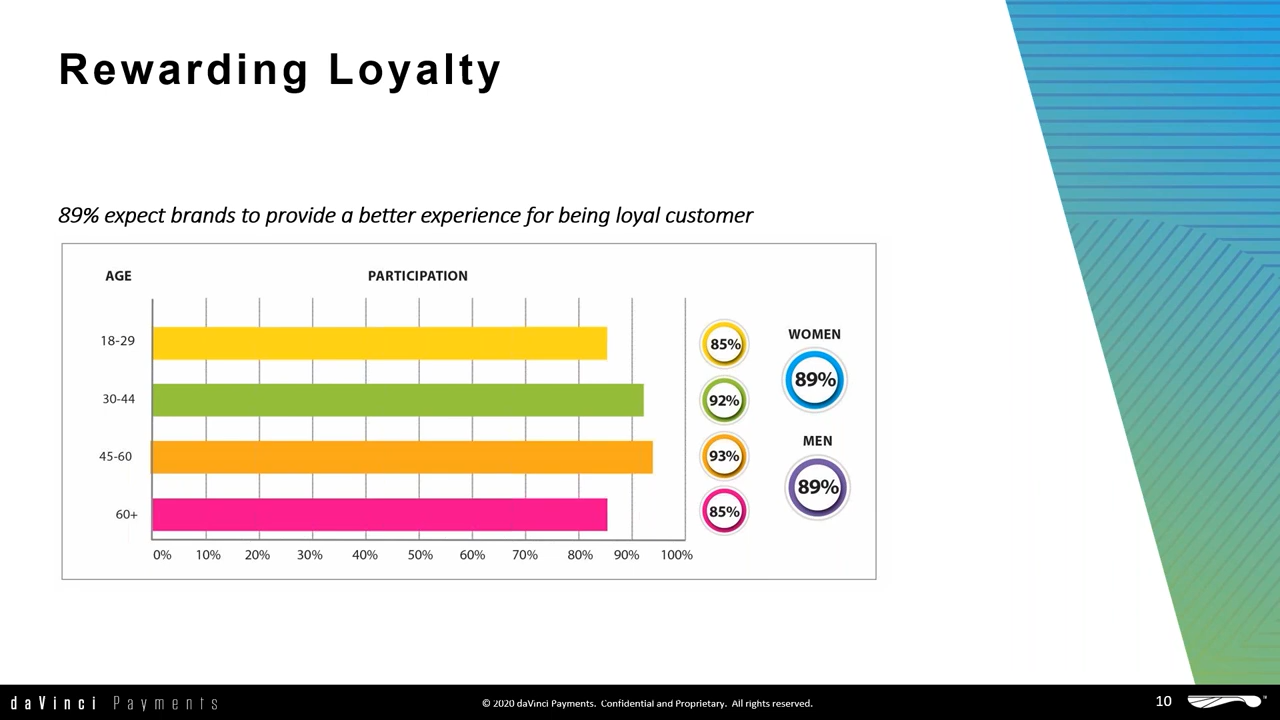 Rewarding Loyalty
89% expect brands to provide a better experience for being loyal customer
AGE
PARTICIPATION
18-29
85%
30-44
92%
45-60
93%
60+
85%
WOMEN
89%
MEN
89%
0% 10% 20% 30% 40% 50% 60% 70% 80% 90% 100%
daVinci Payments
© 2020 daVinci Payments. Confidential and Proprietary. All rights reserved.
10
™